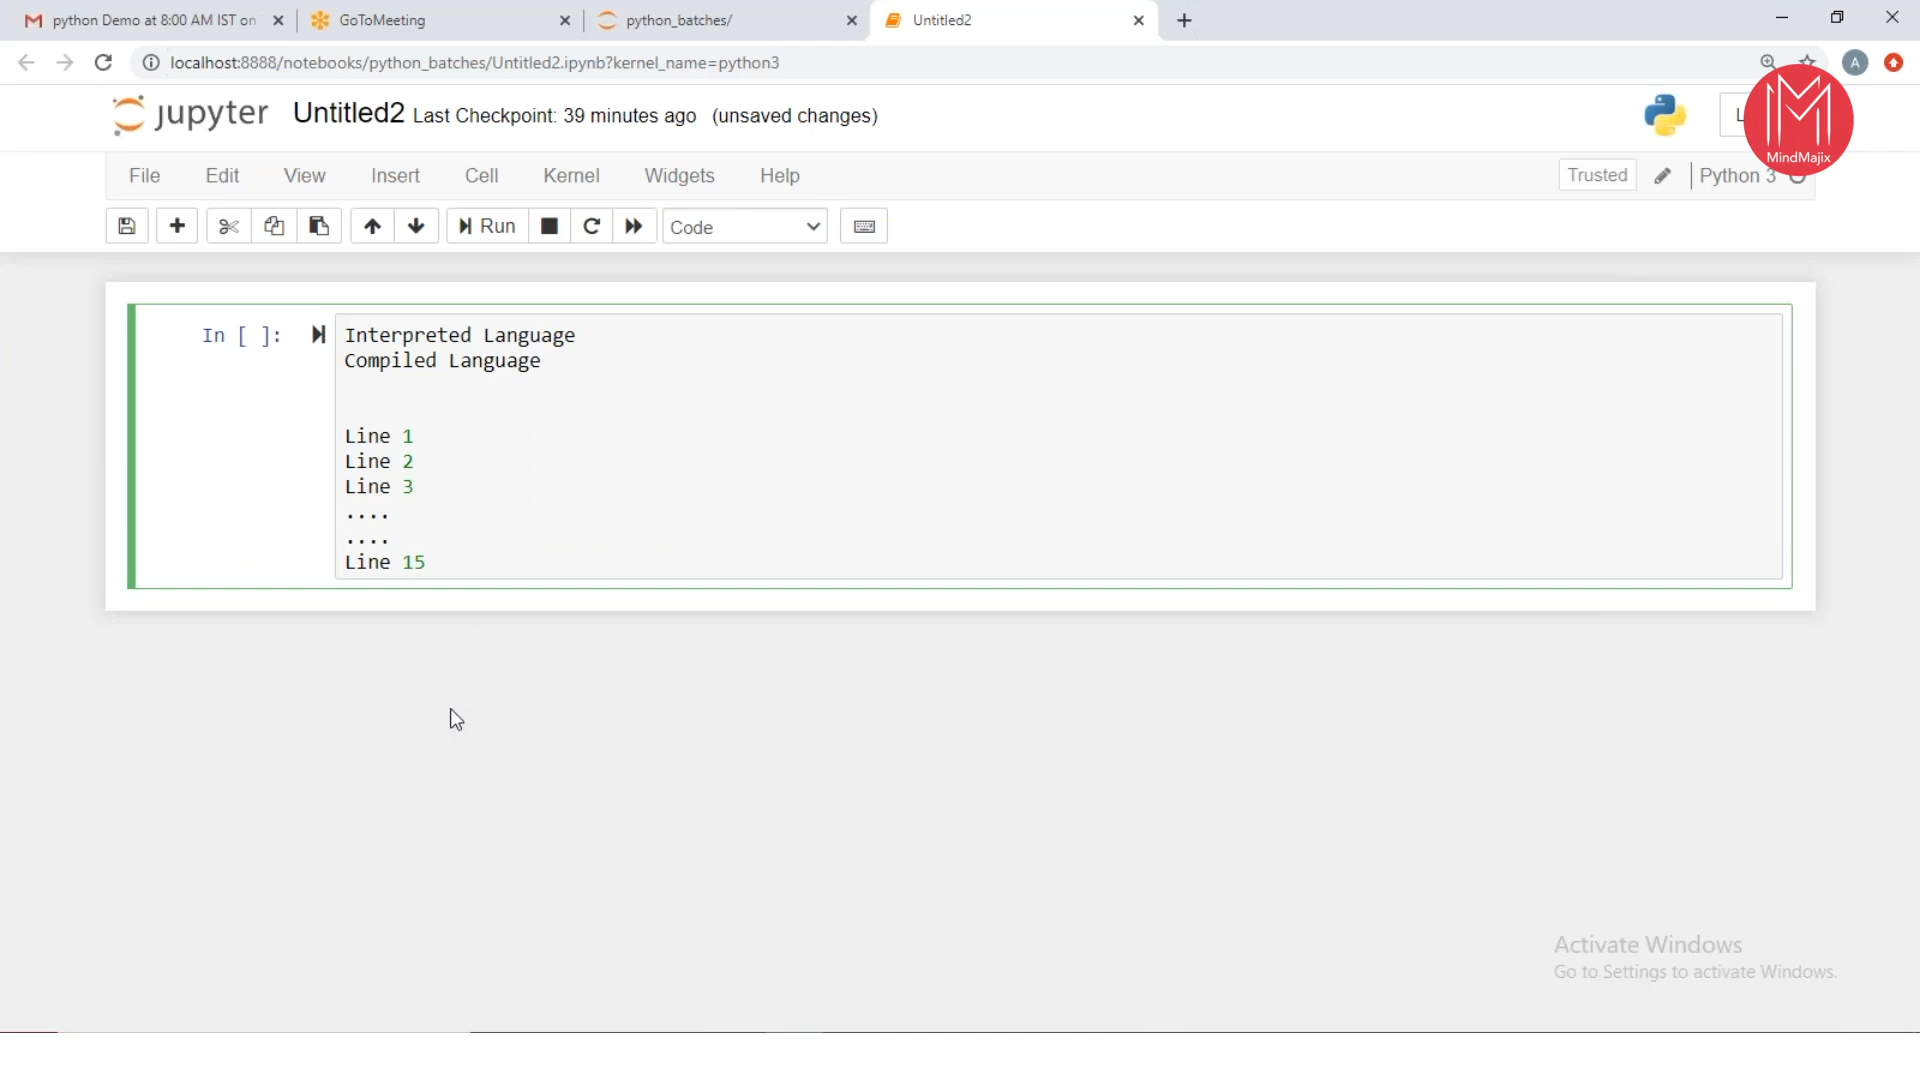 python Demo at 8:00 AM IST on
GoToMeeting
python_batches/
Untitled2
localhost:8888/notebooks/python_batches/Untitled2.ipynb?kernel_name=python3
A
jupyter Untitled2 Last Checkpoint: 39 minutes ago (unsaved changes)
MindMajix
File Edit View Insert Cell Kernel Widgets Help
Trusted
Python 3
Run
Code
In [ ]:
Interpreted Language
Compiled Language
Line 1
Line 2
Line 3
....
....
Line 15
Activate Windows
Go to Settings to activate Windows.